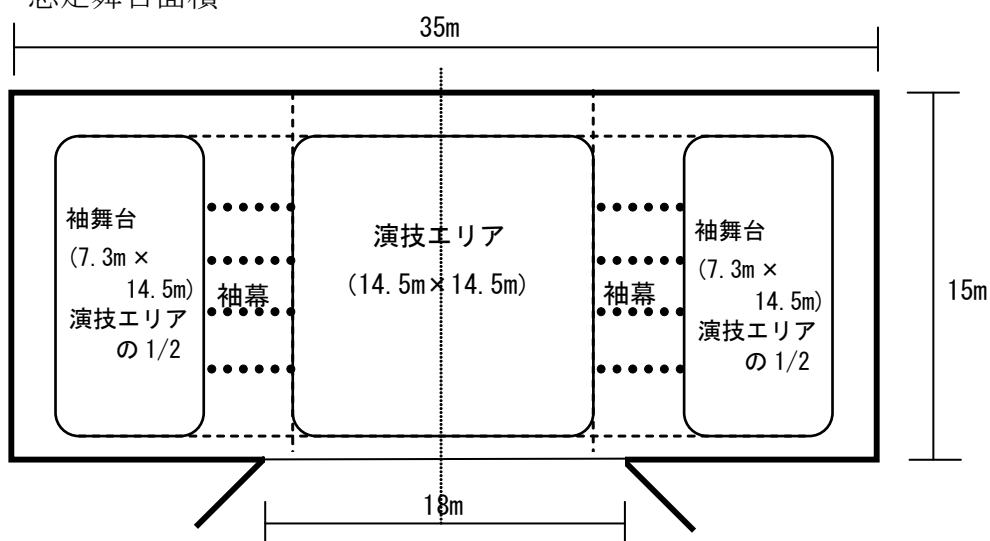 想定舞台面積
35m
袖舞台
(7.3m×
14.5m)
演技エリア
の1/2
袖幕
演技エリア
(14.5m×14.5m)
袖幕
袖舞台
(7.3m×
14.5m)
演技エリア
の1/2
15m
18m